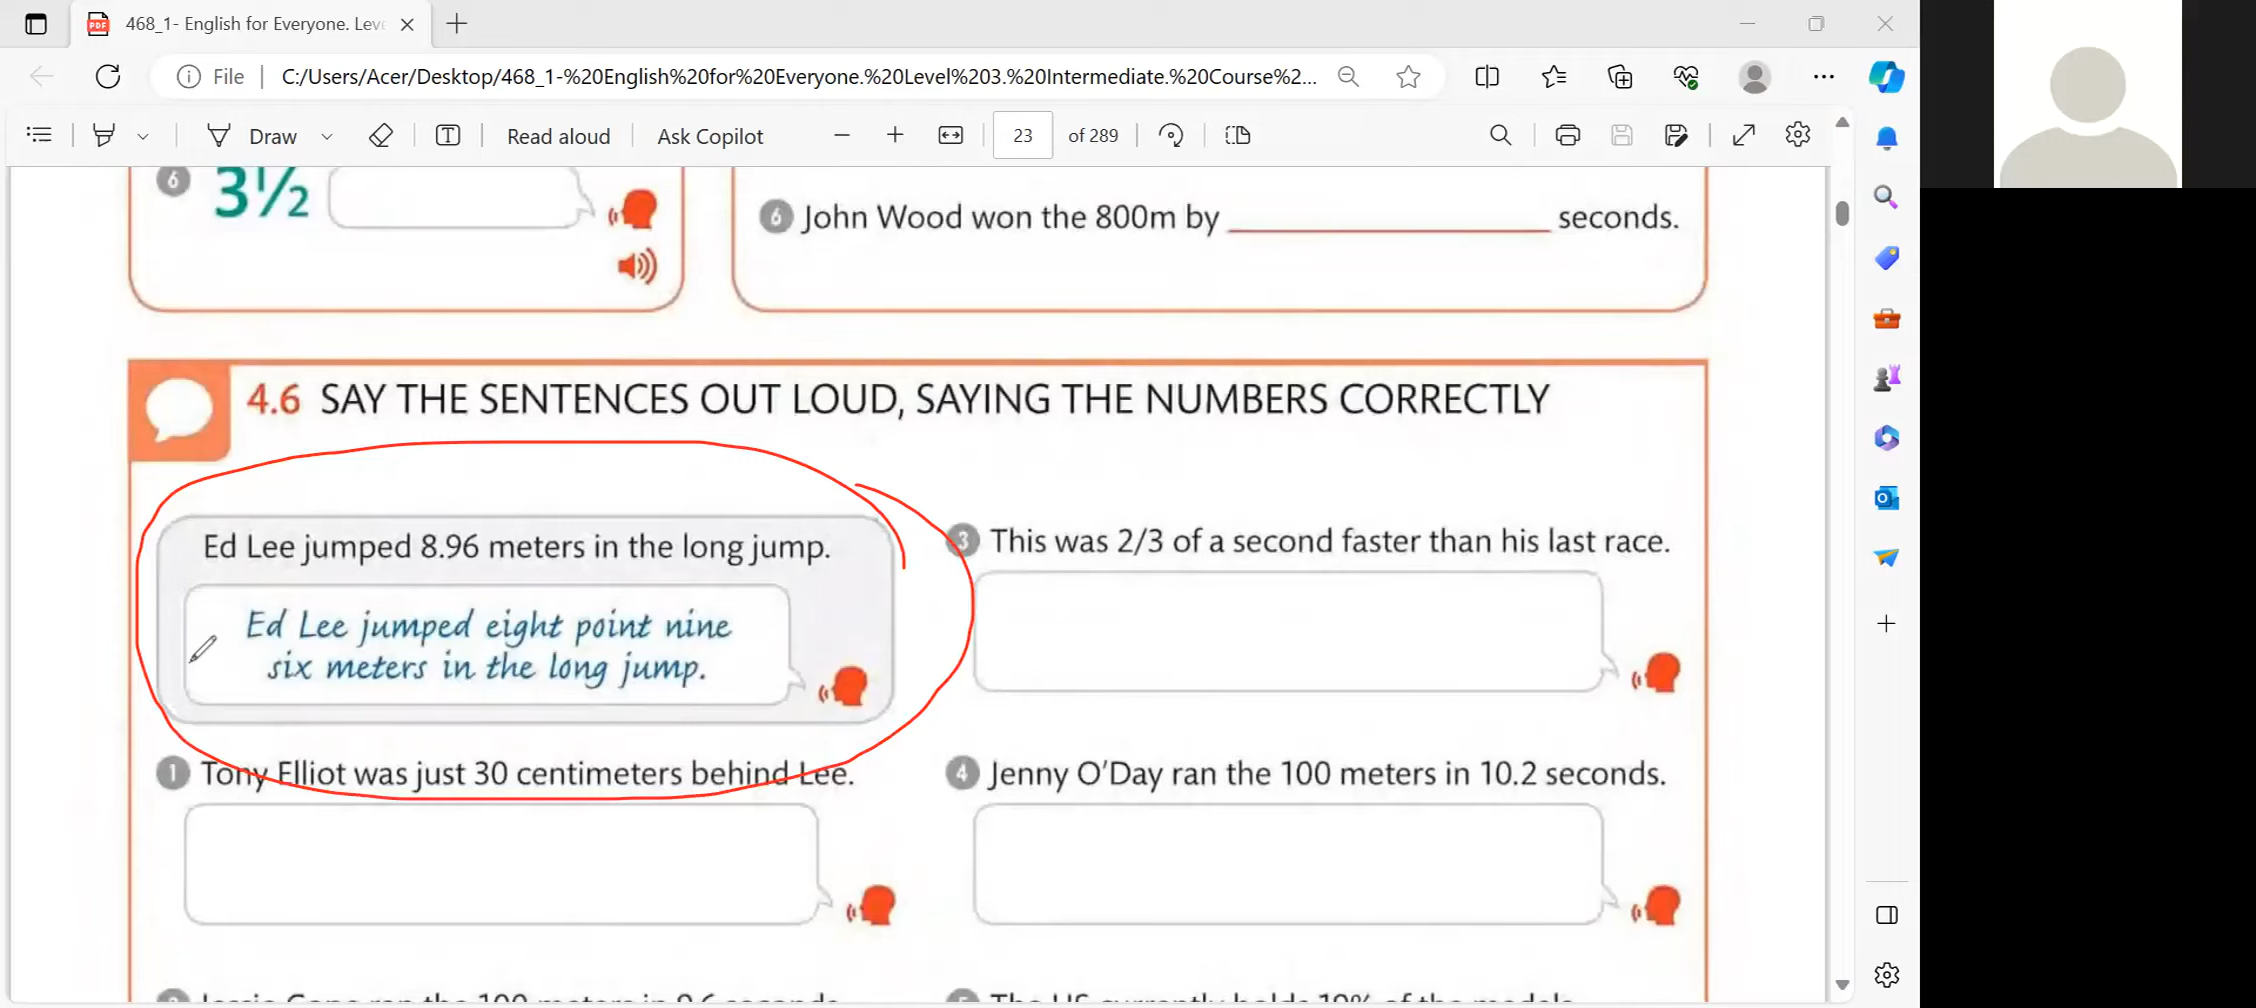 468_1- English for Everyone. Leve
File
C:/Users/Acer/Desktop/468_1-%20English%20for%20Everyone.%20Level%203.%20Intermediate.%20Course%2...
Draw
Read aloud
Ask Copilot
23
of 289
6 3½
6 John Wood won the 800m by ______ seconds.
4.6 SAY THE SENTENCES OUT LOUD, SAYING THE NUMBERS CORRECTLY
Ed Lee jumped 8.96 meters in the long jump.
Ed Lee jumped eight point nine
six meters in the long jump.
1 Tony Elliot was just 30 centimeters behind Lee.
3 This was 2/3 of a second faster than his last race.
4 Jenny O'Day ran the 100 meters in 10.2 seconds.